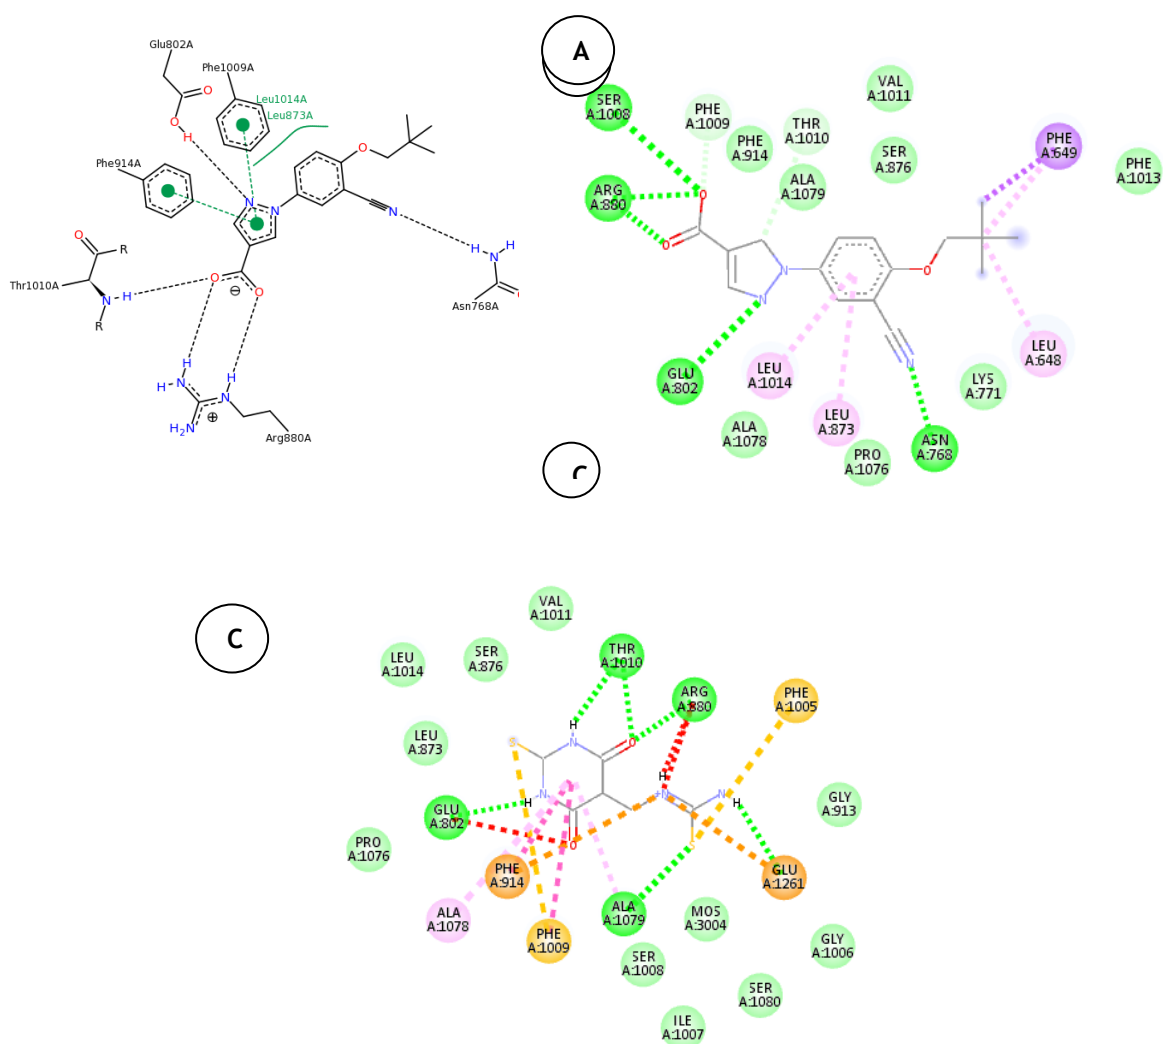 Glu802A
Phe1009A
Leu1014A
Leu873A
Phe914A
O
O
H
O
N
N
N
H
H
N
Asn768A
O
O
R
Thr1010A
N
H
R
O
O
⊖
H
H
H
N
N
H₂N
⊕
Arg880A
A
SER
A:1008
PHE
A:1009
PHE
A:914
THR
A:1010
ALA
A:1079
VAL
A:1011
SER
A:876
PHE
A:649
PHE
A:1013
ARG
A:880
O
O
N
N
O
N
GLU
A:802
LEU
A:1014
LEU
A:873
ALA
A:1078
PRO
A:1076
ASN
A:768
LYS
A:771
LEU
A:648
C
VAL
A:1011
LEU
A:1014
SER
A:876
THR
A:1010
ARG
A:880
PHE
A:1005
LEU
A:873
H
S
N
O
H
N
H
+N
N
H
O
S
GLU
A:802
GLY
A:913
PRO
A:1076
PHE
A:914
GLU
A:1261
ALA
A:1078
PHE
A:1009
ALA
A:1079
MOS
A:3004
GLY
A:1006
SER
A:1008
SER
A:1080
ILE
A:1007